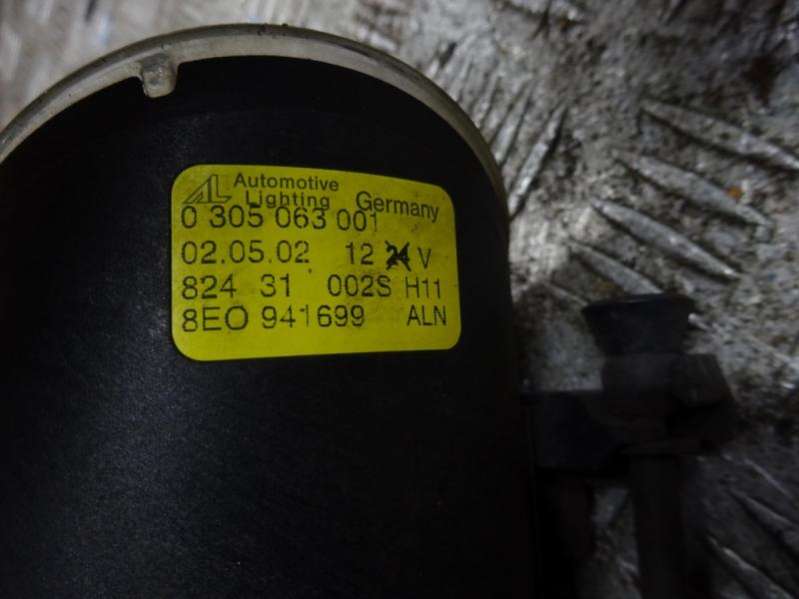 AL Automotive
Lighting Germany
0 305 063 001
02.05.02 12 24 V
824 31 002S H11
8EO 941699 ALN